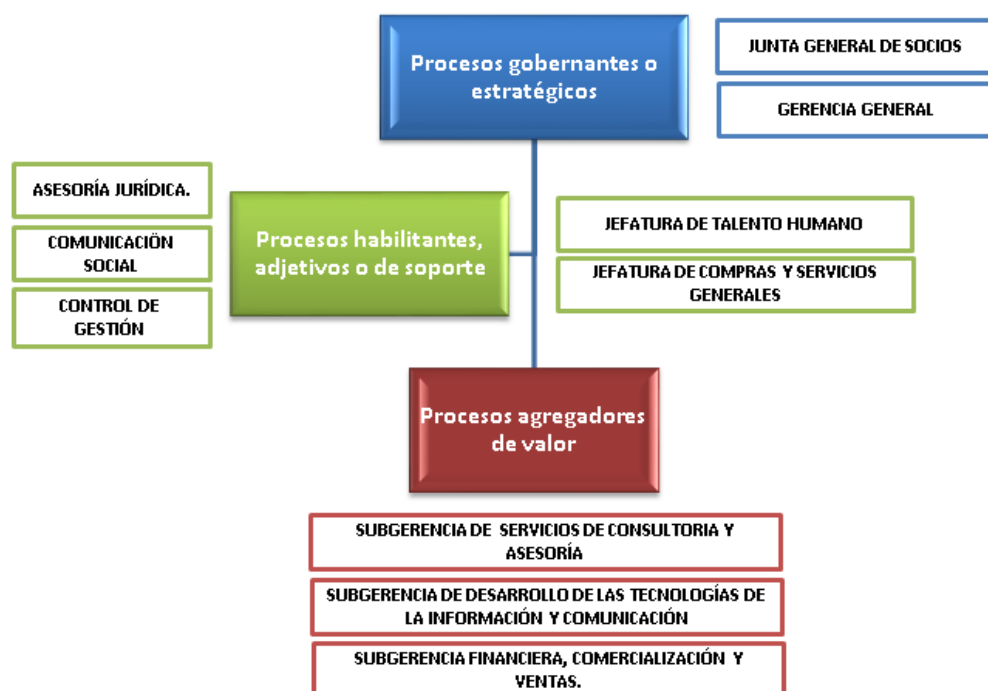 Procesos gobernantes o
estratégicos
JUNTA GENERAL DE SOCIOS
GERENCIA GENERAL
ASESORÍA JURÍDICA.
COMUNICACIÓN
SOCIAL
CONTROL DE
GESTIÓN
Procesos habilitantes,
adjetivos o de soporte
JEFATURA DE TALENTO HUMANO
JEFATURA DE COMPRAS Y SERVICIOS
GENERALES
Procesos agregadores
de valor
SUBGERENCIA DE SERVICIOS DE CONSULTORIA Y
ASESORÍA
SUBGERENCIA DE DESARROLLO DE LAS TECNOLOGÍAS DE
LA INFORMACIÓN Y COMUNICACIÓN
SUBGERENCIA FINANCIERA, COMERCIALIZACIÓN Y
VENTAS.